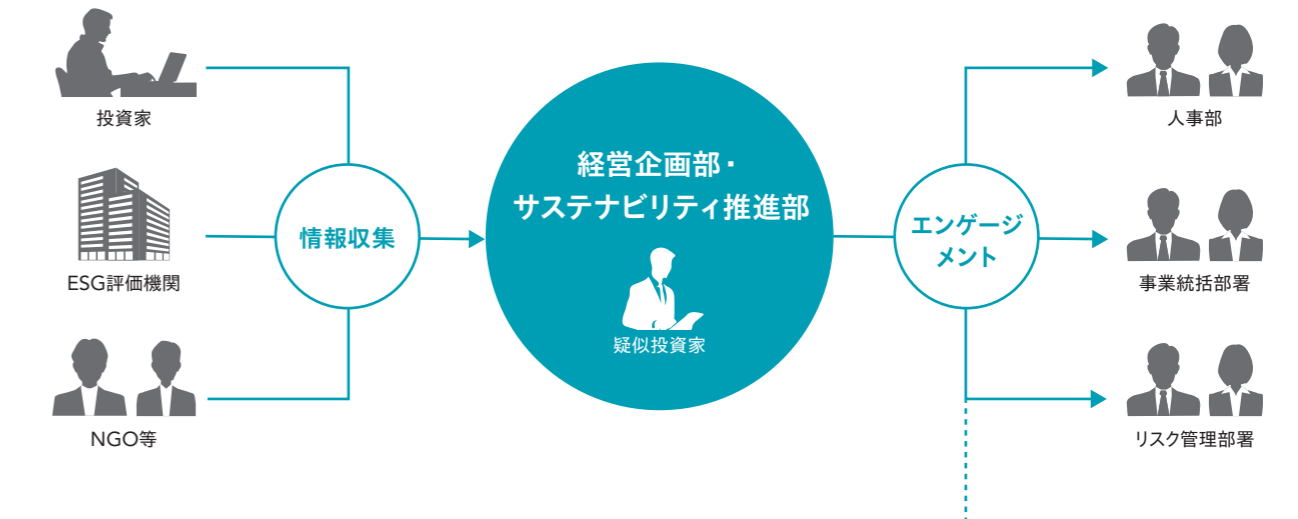 投資家
ESG評価機関
NGO等
情報収集
経営企画部・
サステナビリティ推進部
疑似投資家
エンゲージ
メント
人事部
事業統括部署
リスク管理部署